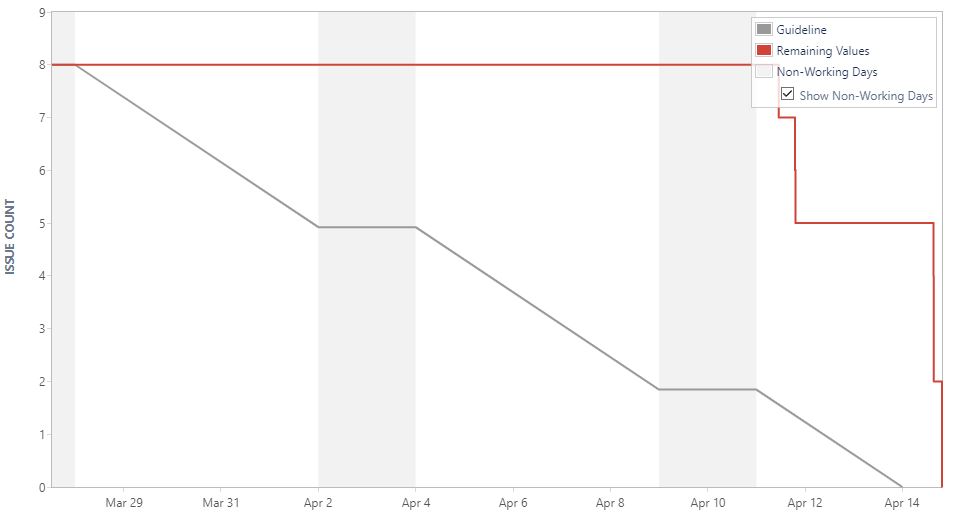 9
8
7
6
5
4
3
2
1
0
ISSUE COUNT
Guideline
Remaining Values
Non-Working Days
Show Non-Working Days
Mar 29 Mar 31 Apr 2 Apr 4 Apr 6 Apr 8 Apr 10 Apr 12 Apr 14